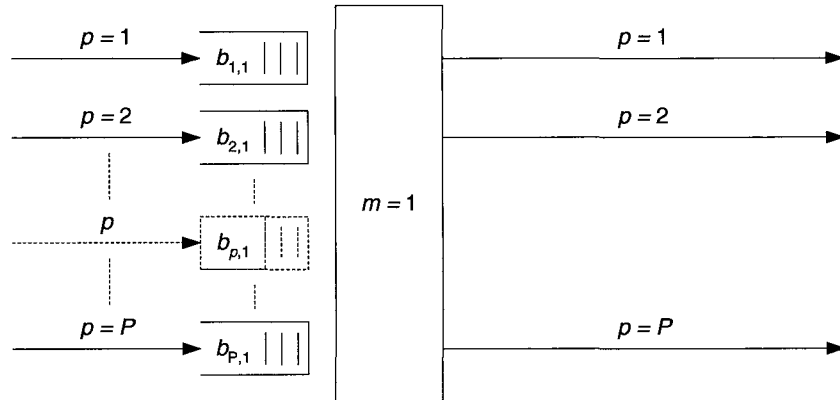 p = 1
b1,1
p = 1
p = 2
b2,1
p = 2
m = 1
p
bp,1
p = P
bP,1
p = P